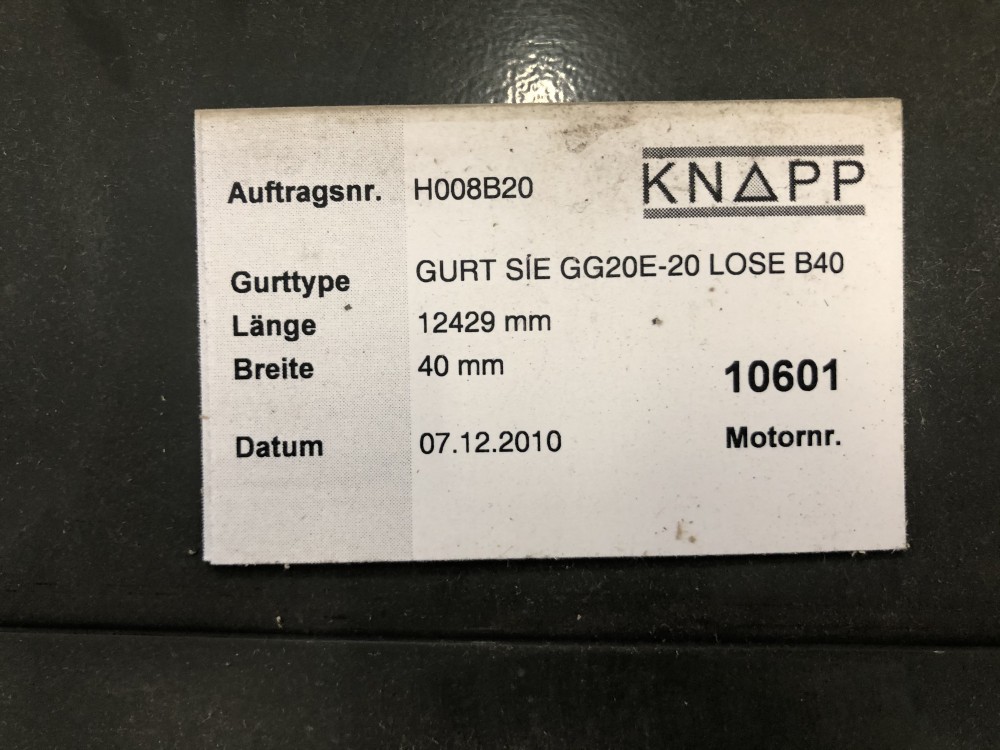 KNAPP
Auftragsnr. H008B20
Gurttype GURT SIE GG20E-20 LOSE B40
Länge 12429 mm
Breite 40 mm
10601
Datum 07.12.2010 Motornr.